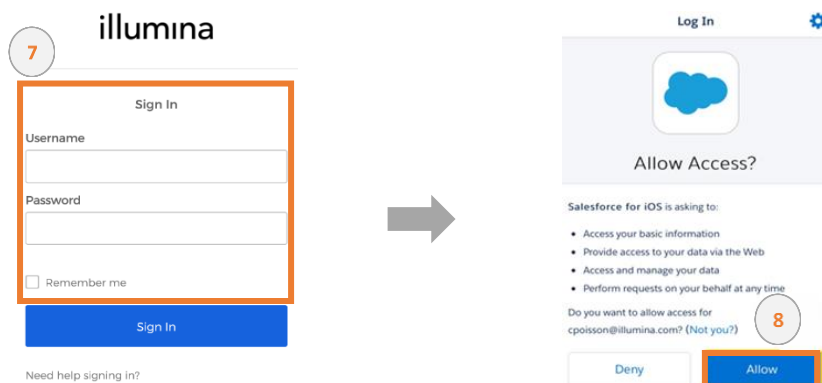 illumına
7
Sign In
Username
Password
Remember me
Sign In
Need help signing in?
Log In
Allow Access?
Salesforce for iOS is asking to:
• Access your basic information
• Provide access to your data via the Web
• Access and manage your data
• Perform requests on your behalf at any time
Do you want to allow access for
cpoisson@illumina.com? (Not you?)
8
Deny
Allow